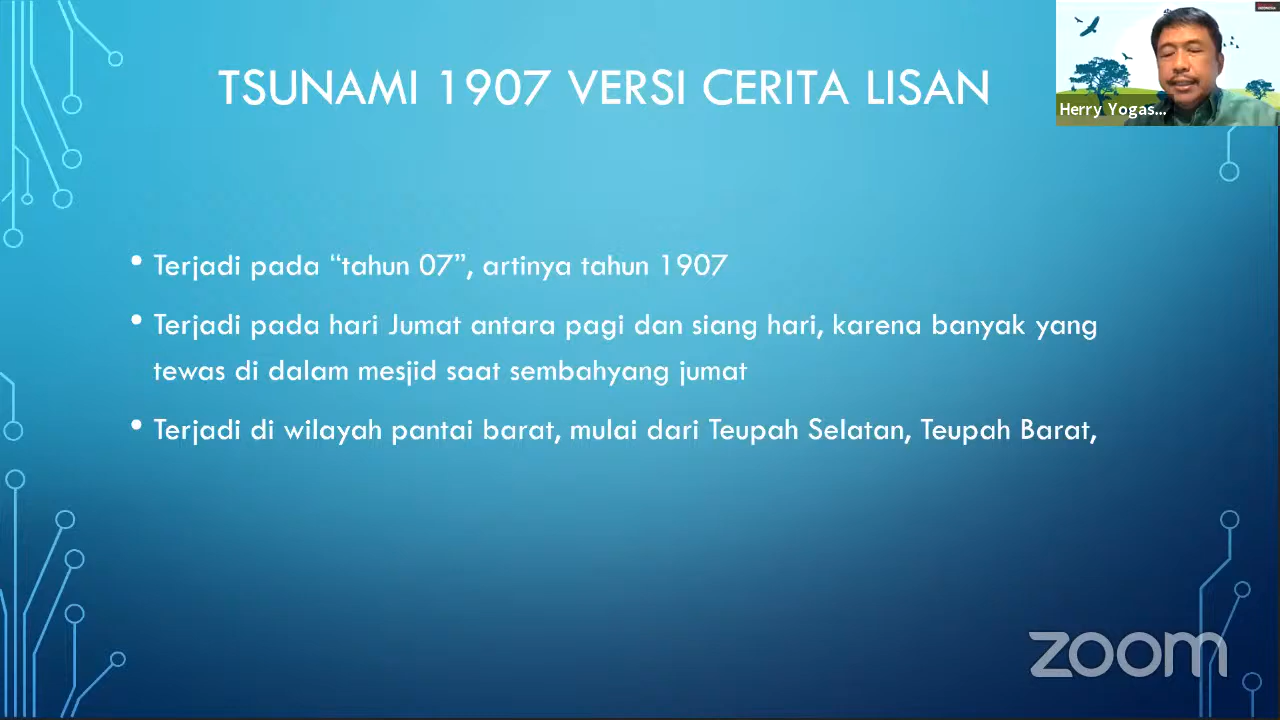 TSUNAMI 1907 VERSI CERITA LISAN
Herry Yogas...
• Terjadi pada “tahun 07”, artinya tahun 1907
• Terjadi pada hari Jumat antara pagi dan siang hari, karena banyak yang
tewas di dalam mesjid saat sembahyang jumat
• Terjadi di wilayah pantai barat, mulai dari Teupah Selatan, Teupah Barat,
zoom